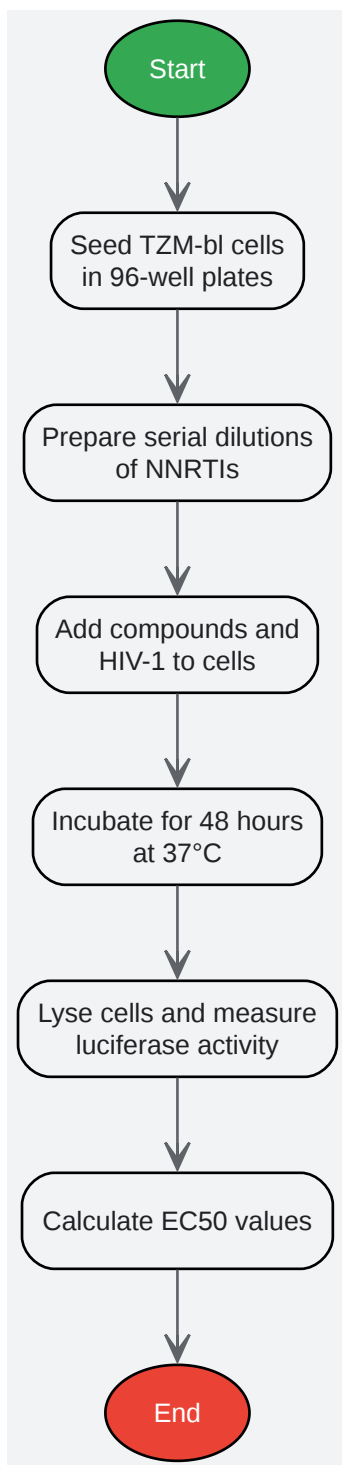 Start
Seed TZM-bl cells
in 96-well plates
Prepare serial dilutions
of NNRTIs
Add compounds and
HIV-1 to cells
Incubate for 48 hours
at 37°C
Lyse cells and measure
luciferase activity
Calculate EC50 values
End